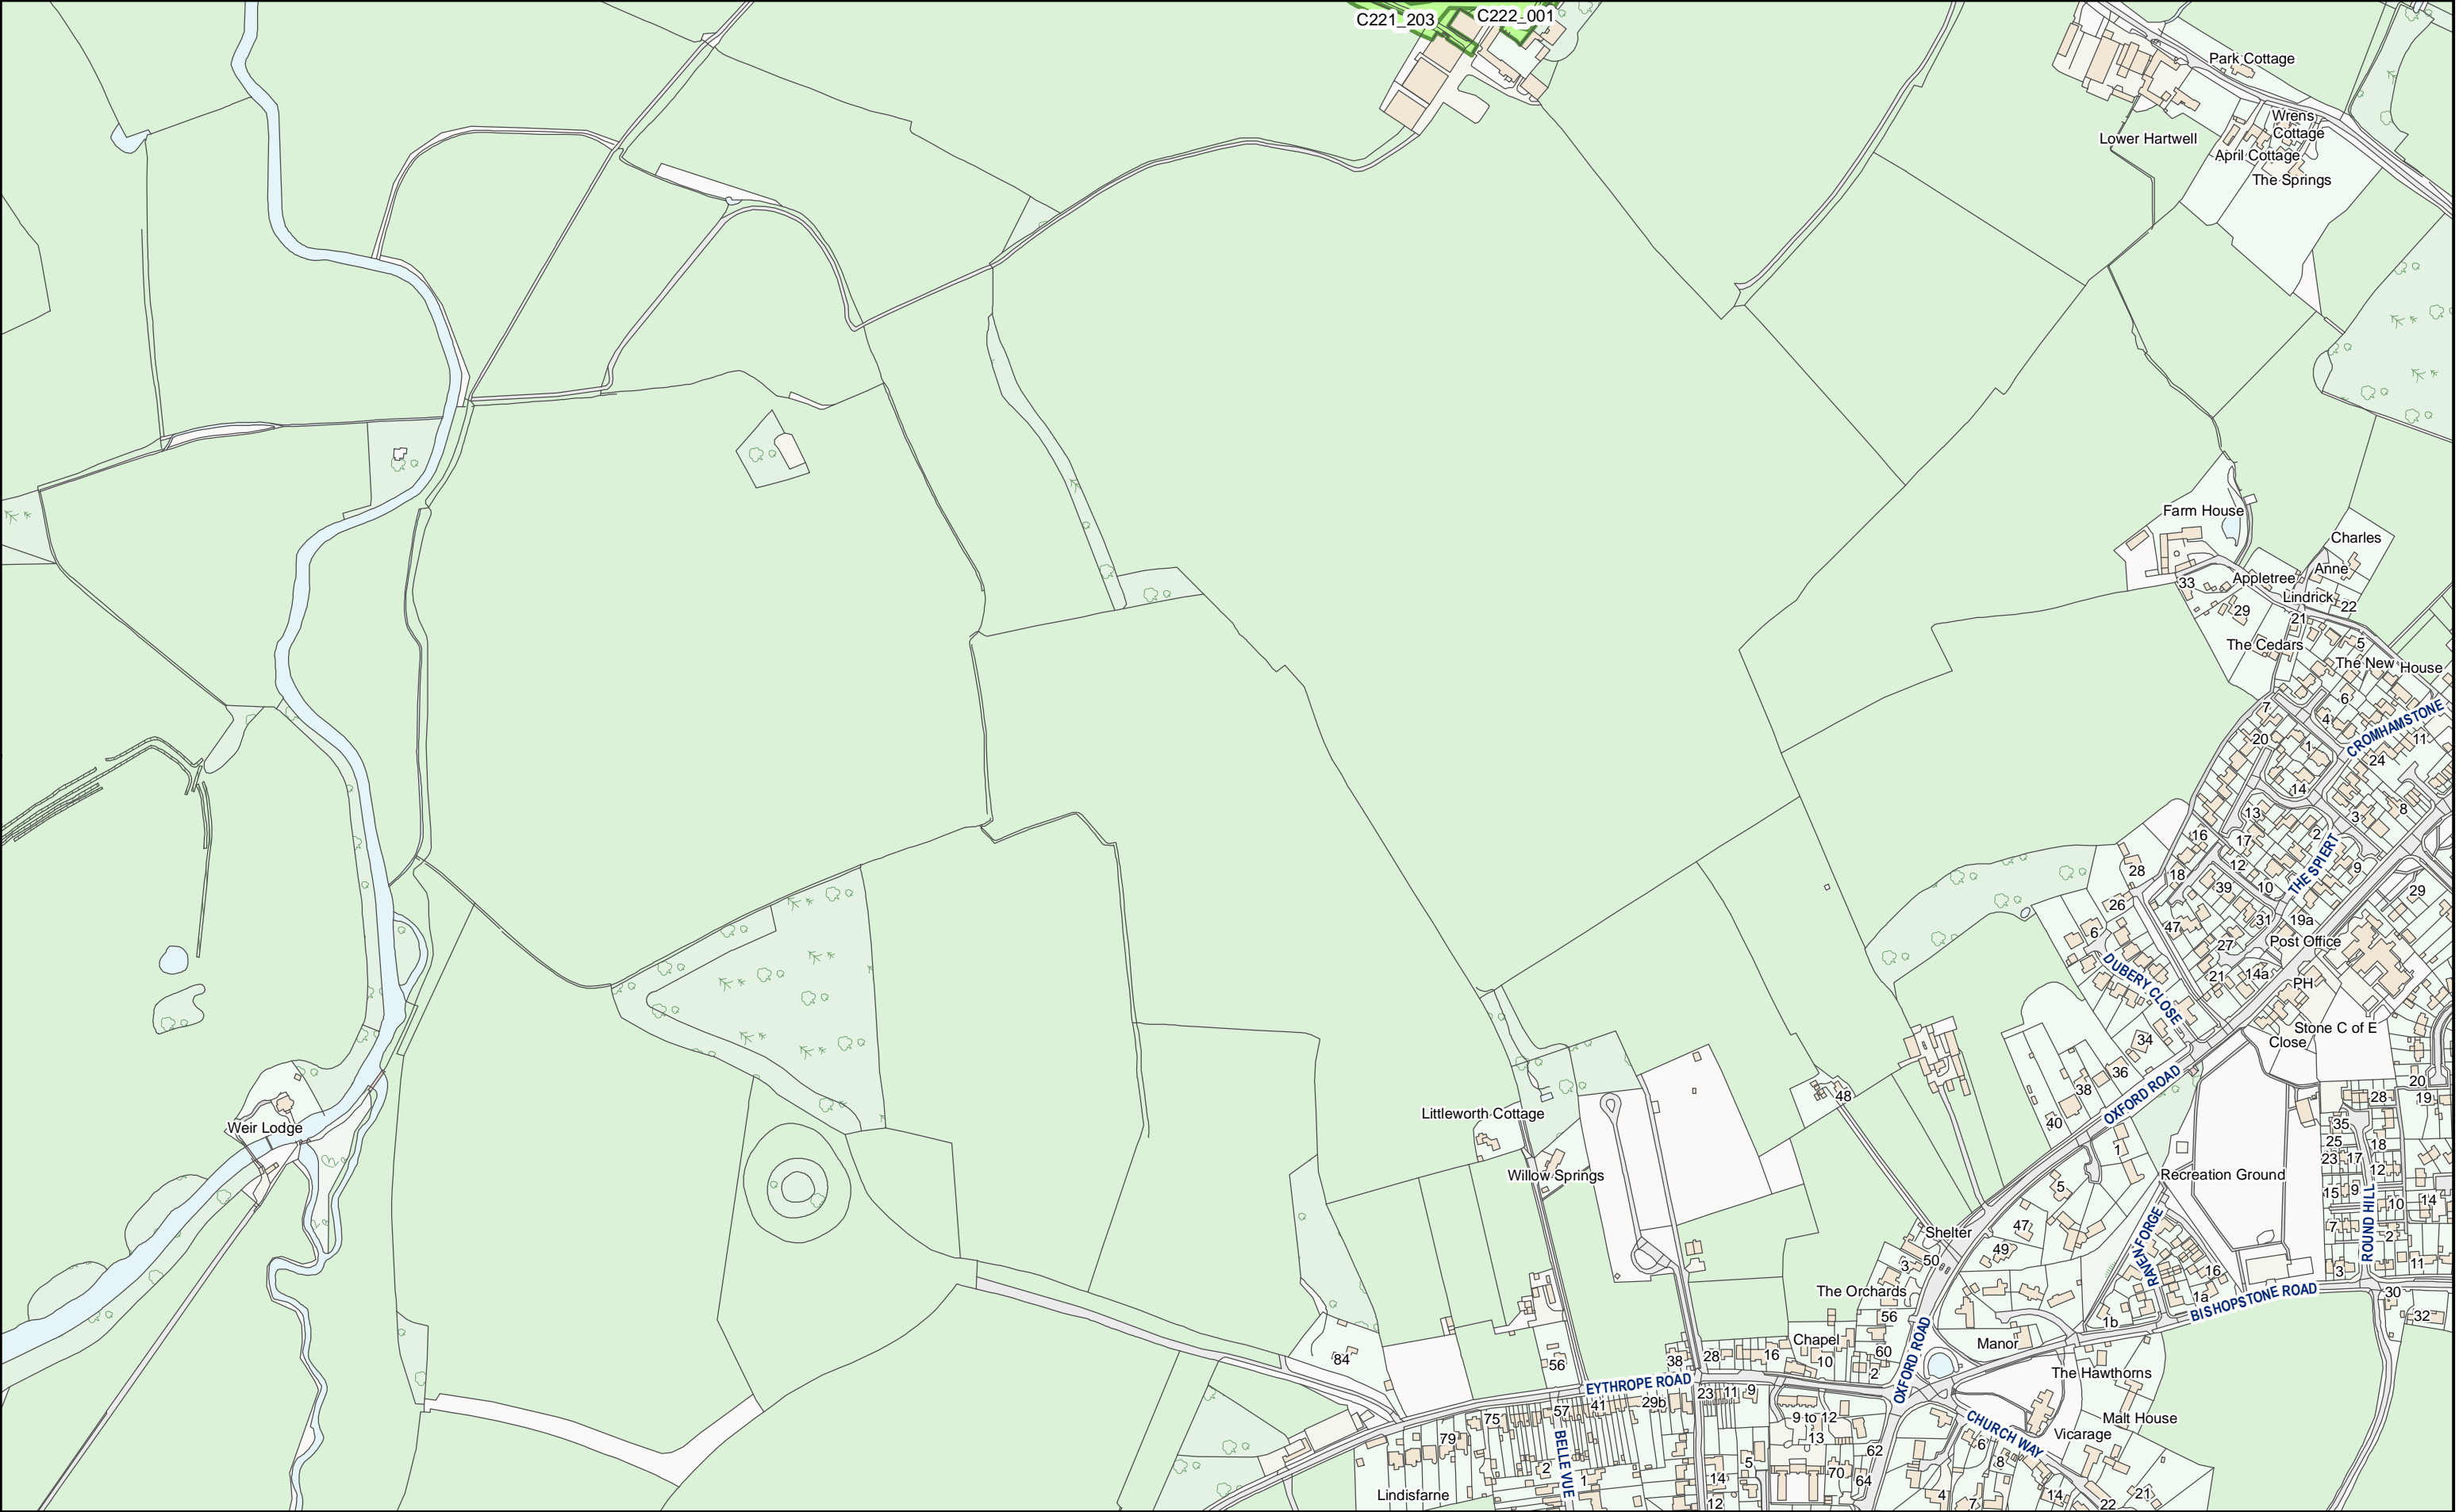 C221_203
C222_001
Park Cottage
Wrens
Cottage
Lower Hartwell
April Cottage
The Springs
Farm House
Charles
Anne
Appletree
33
Lindrick
29
22
21
The Cedars
5
The New House
6
7
4
CROMHAMSTONE
20
1
11
24
14
8
13
3
16
2
17
THE SPIERT
12
28
9
18
39
10
29
26
31
19a
47
6
27
Post Office
DUBERY CLOSE
21
14a
PH
Stone C of E
34
Close
36
20
38
28
19
48
OXFORD ROAD
Littleworth Cottage
40
35
Weir Lodge
25
18
1
23
17
12
Willow Springs
Recreation Ground
5
15
9
10
14
47
7
Shelter
RAVENFORGE
ROUND HILL
2
49
50
3
16
3
11
The Orchards
1a
BISHOPSTONE ROAD
30
56
1b
32
Chapel
Manor
84
56
38
28
16
10
60
The Hawthorns
2
OXFORD ROAD
EYTHROPE ROAD
23
11
9
29b
41
57
75
9 to 12
CHURCH WAY
Malt House
79
13
Vicarage
BELLE VUE
62
6
2
1
5
70
8
14
64
Lindisfarne
12
4
7
14
22
21